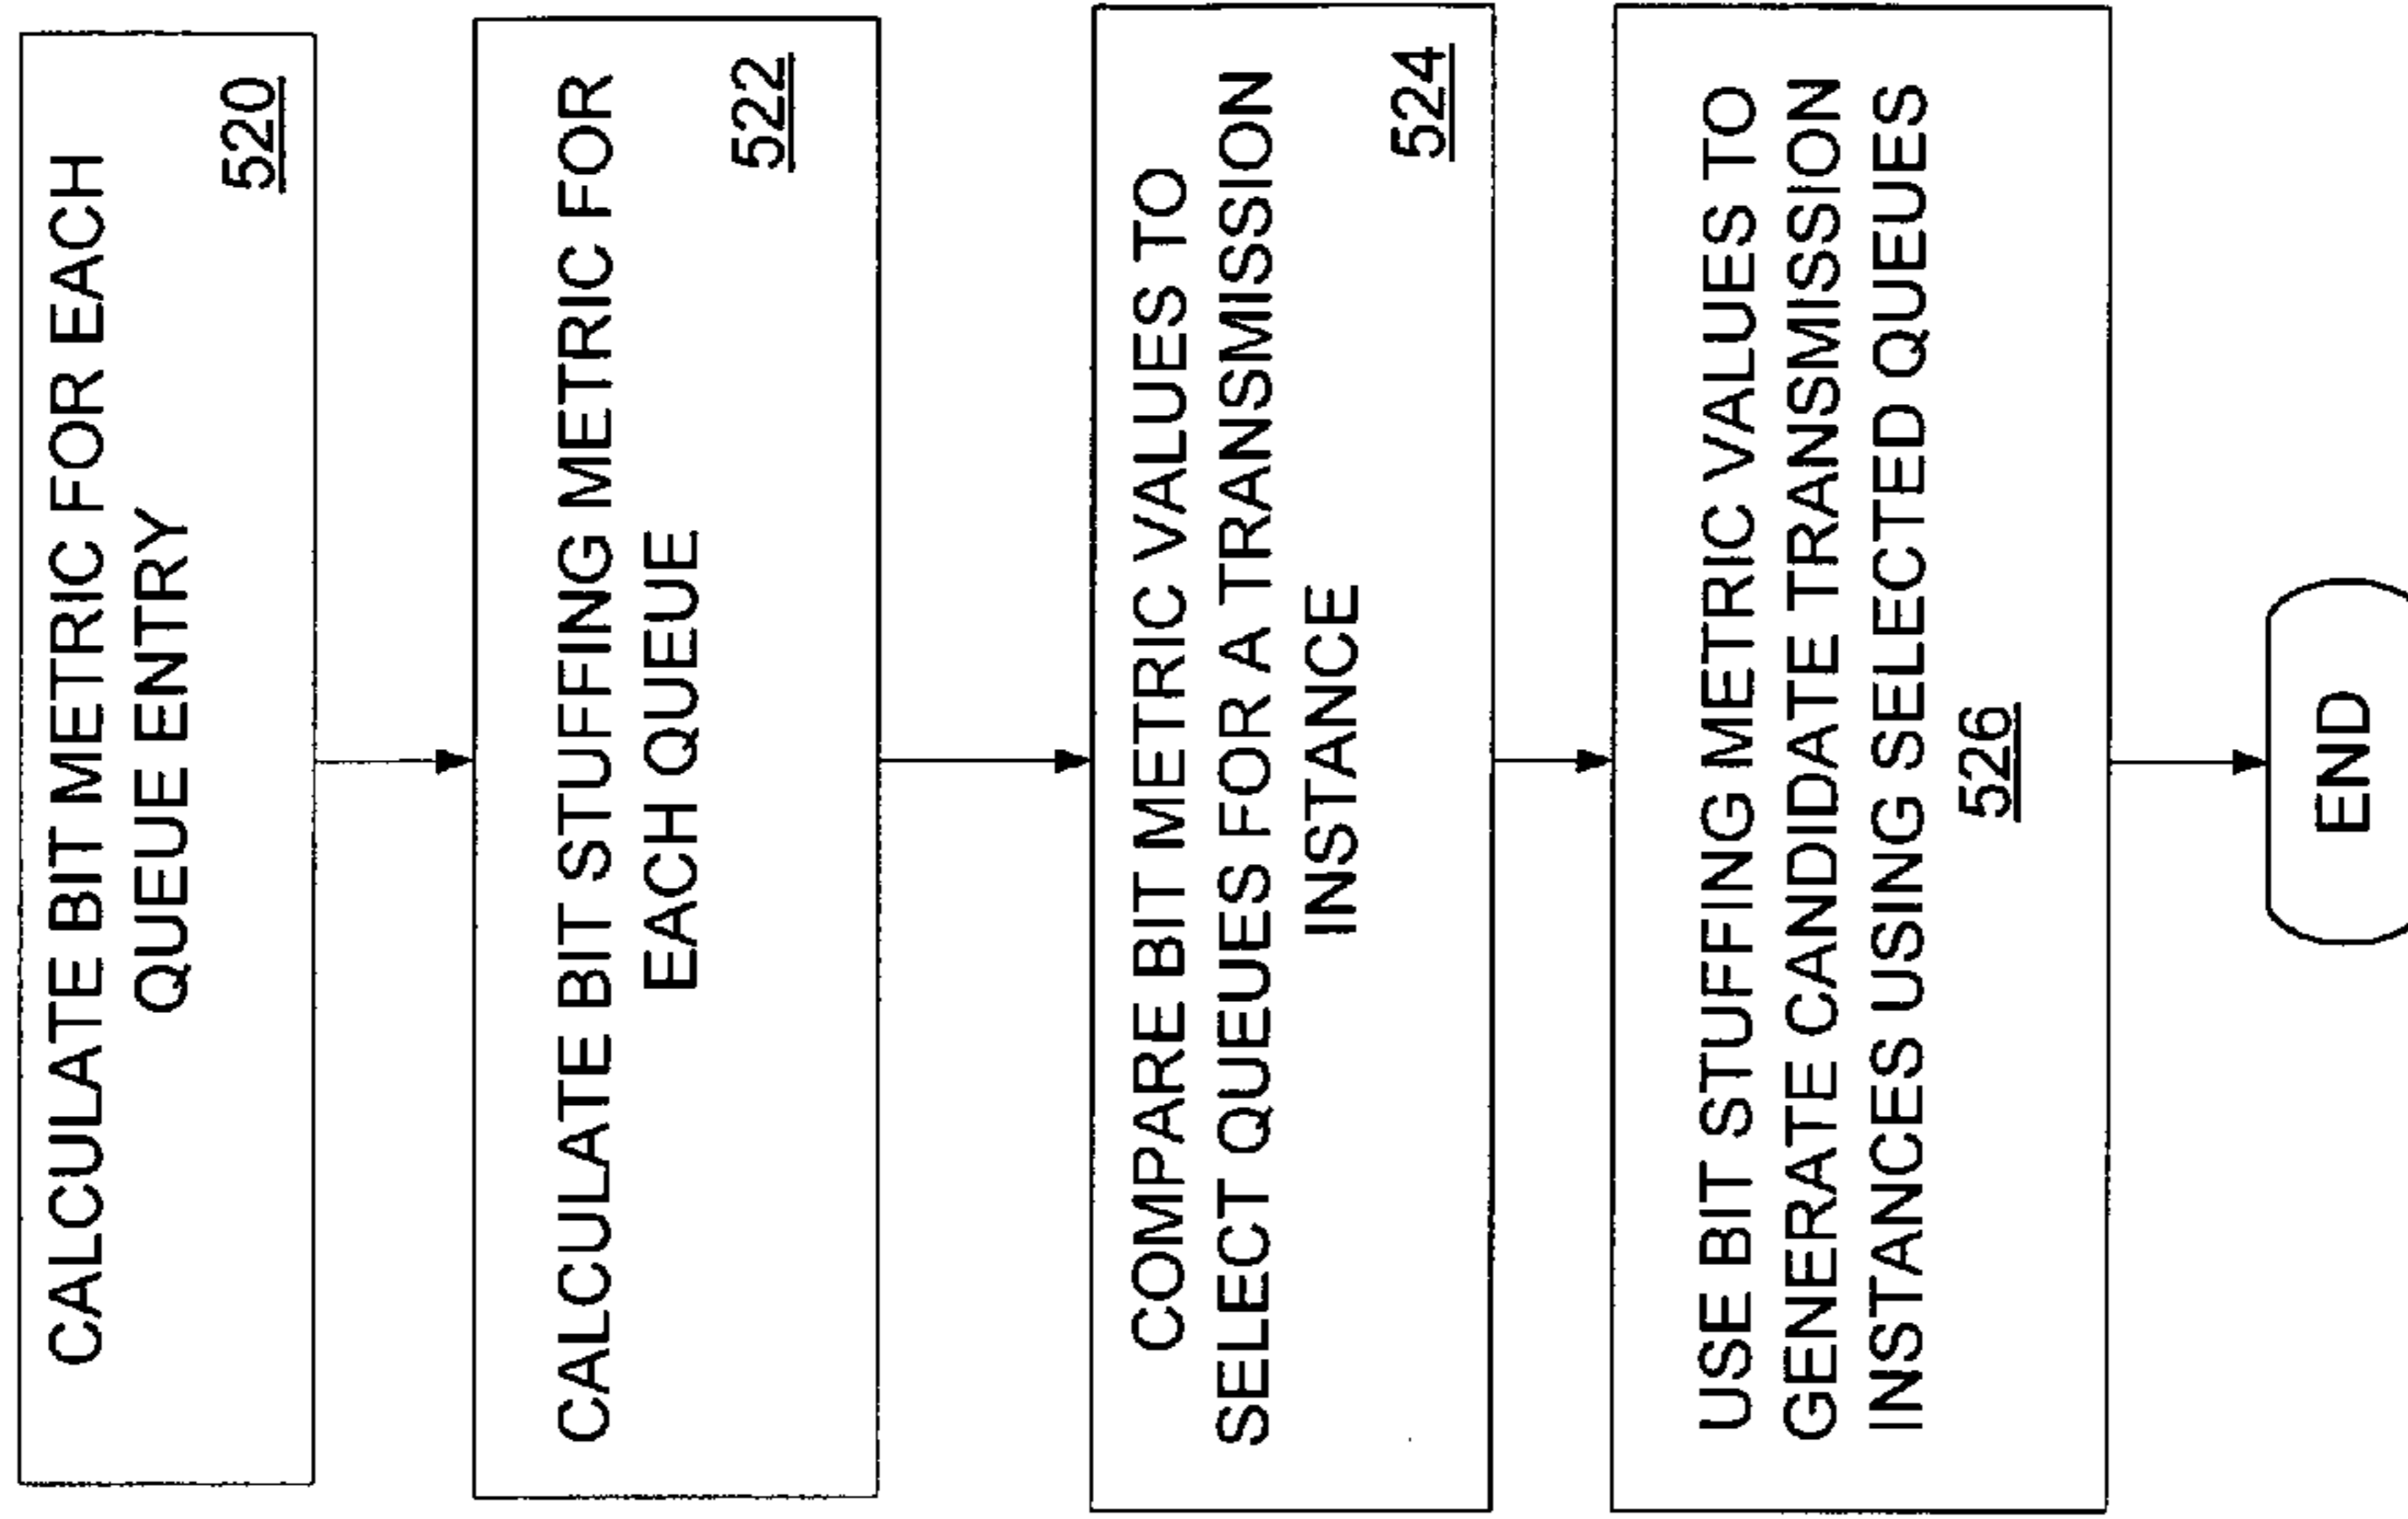 CALCULATE BIT METRIC FOR EACH
QUEUE ENTRY
520
CALCULATE BIT STUFFING METRIC FOR
EACH QUEUE
522
COMPARE BIT METRIC VALUES TO
SELECT QUEUES FOR A TRANSMISSION
INSTANCE
524
USE BIT STUFFING METRIC VALUES TO
GENERATE CANDIDATE TRANSMISSION
INSTANCES USING SELECTED QUEUES
526
END